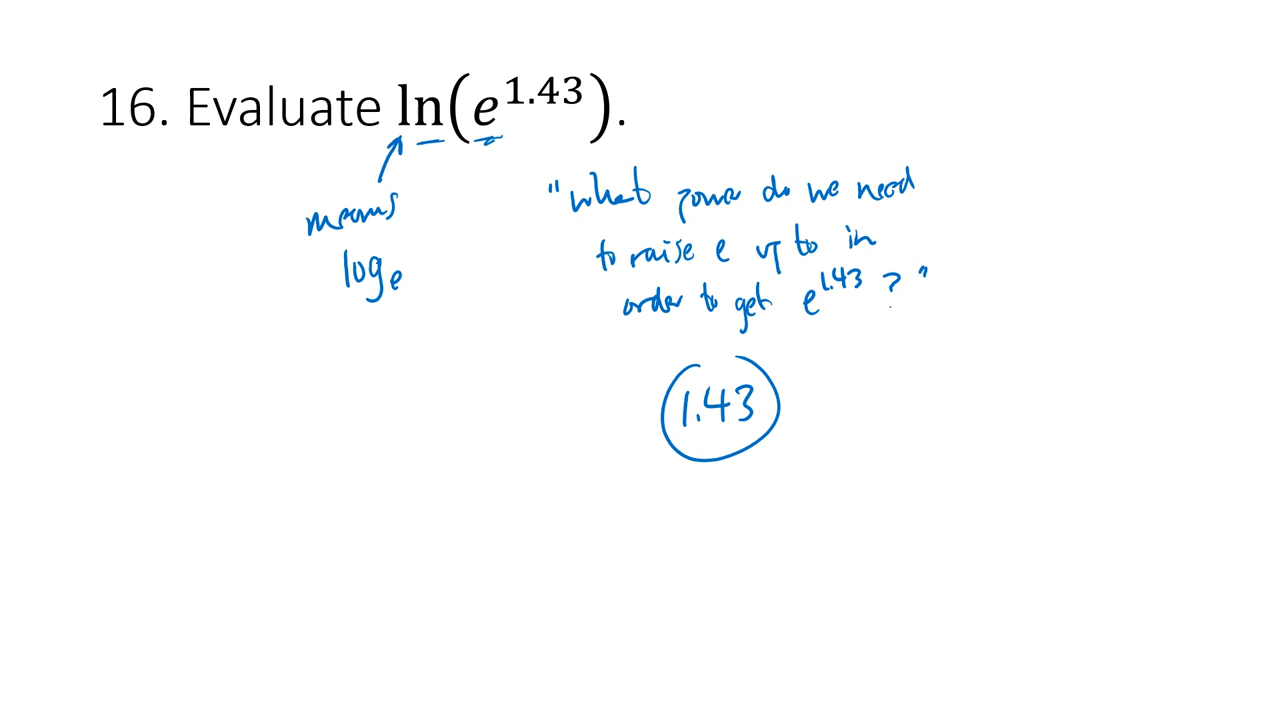 16. Evaluate ln(e^1.43).
means
log_e
"what power do we need
to raise e up to in
order to get e^1.43 ?"
1.43